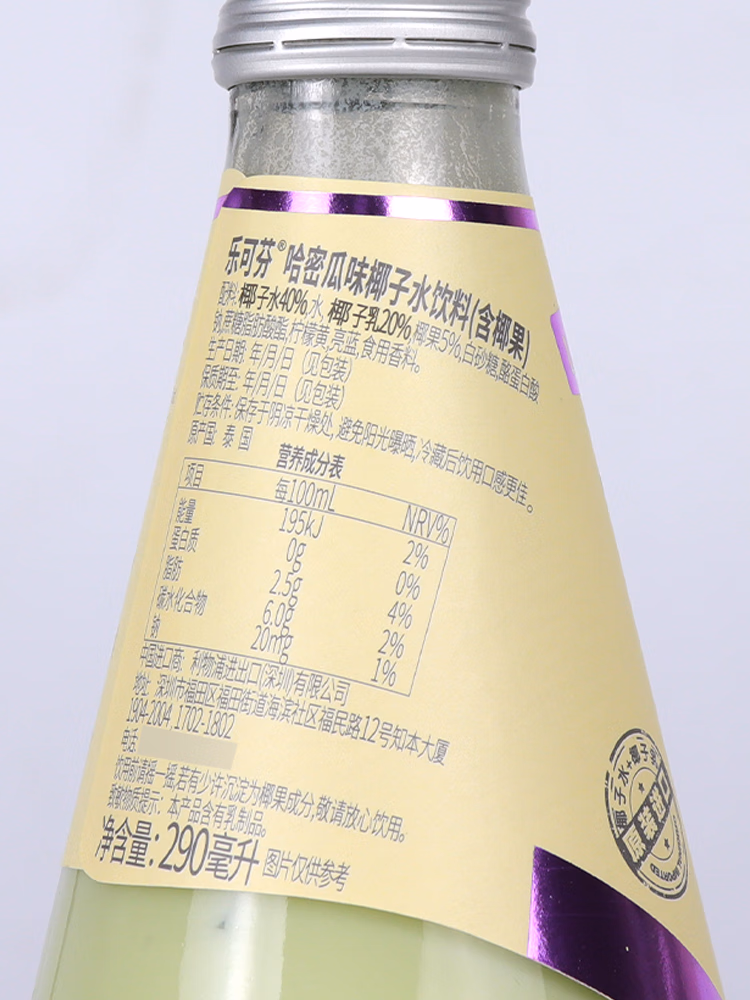 乐可芬®哈密瓜味椰子水饮料(含椰果)
配料: 椰子水40%,水, 椰子乳20%, 椰果5%,白砂糖,酪蛋白酸
钠,蔗糖脂肪酸酯,柠檬黄,亮蓝,食用香料。
生产日期: 年/月/日 (见包装)
保质期至: 年/月/日 (见包装)
贮存条件: 保存于阴凉干燥处, 避免阳光曝晒,冷藏后饮用口感更佳。
原产国: 泰国
营养成分表
项目 每100mL NRV%
能量 195kJ 2%
蛋白质 0g 0%
脂肪 2.5g 4%
碳水化合物 6.0g 2%
钠 20mg 1%
中国进口商: 利物浦进出口(深圳)有限公司
地址: 深圳市福田区福田街道海滨社区福民路12号知本大厦
1904-2004, 1702-1802
电话:
饮用前请摇一摇,若有少许沉淀为椰果成分,敬请放心饮用。
致敏物质提示: 本产品含有乳制品。
净含量: 290毫升 图片仅供参考
椰子水+椰子乳
原装进口
IMPORTED